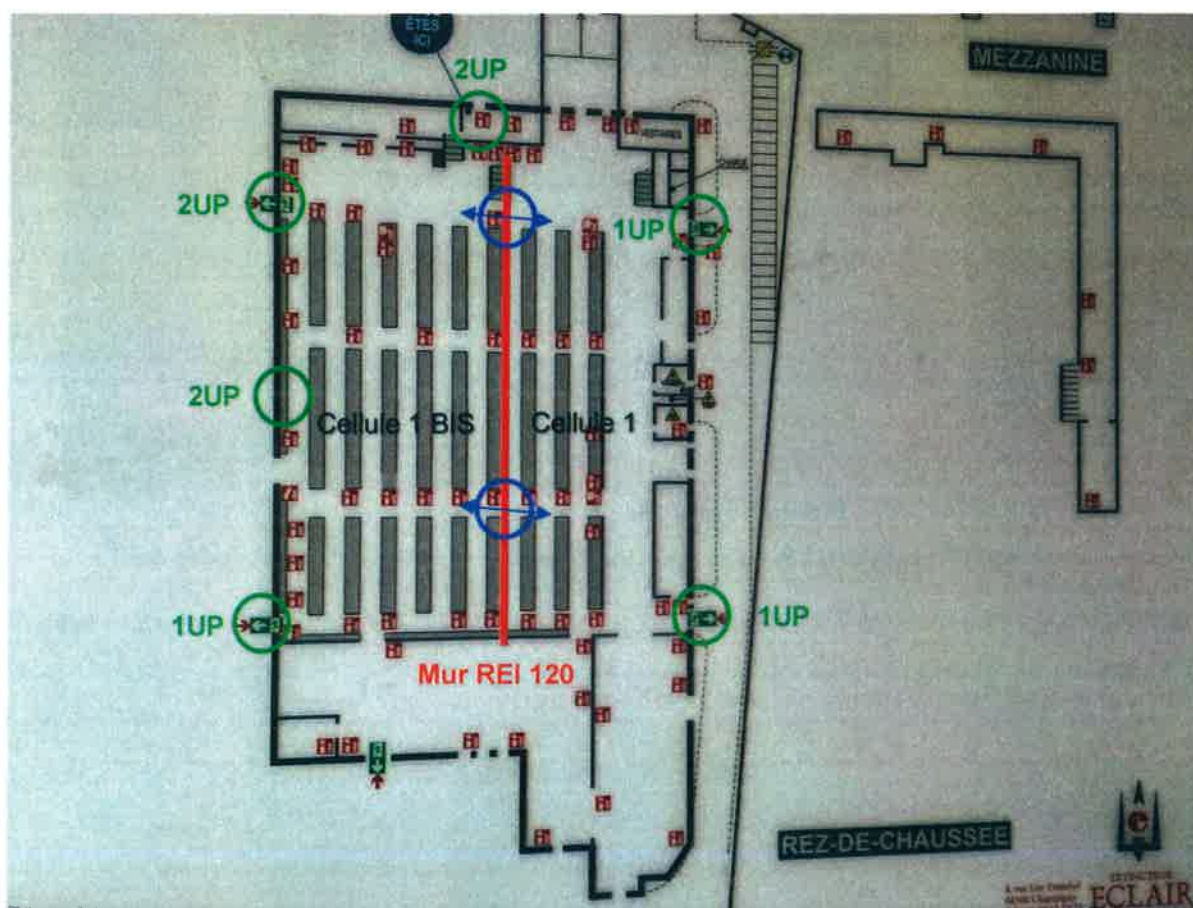 ÊTES
ICI
2UP
MEZZANINE
2UP
1UP
2UP
Cellule 1 BIS
Cellule 1
1UP
1UP
Mur REI 120
REZ-DE-CHAUSSEE
ECLAIR